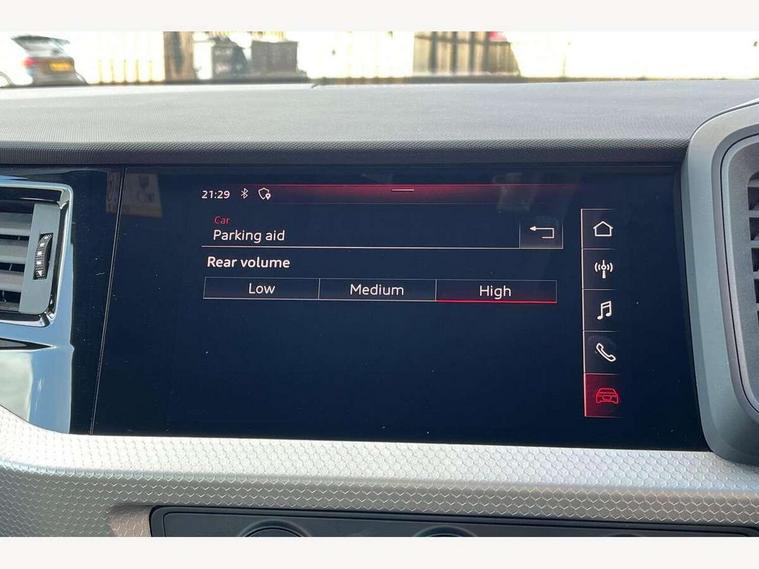 21:29
Car
Parking aid
Rear volume
Low Medium High